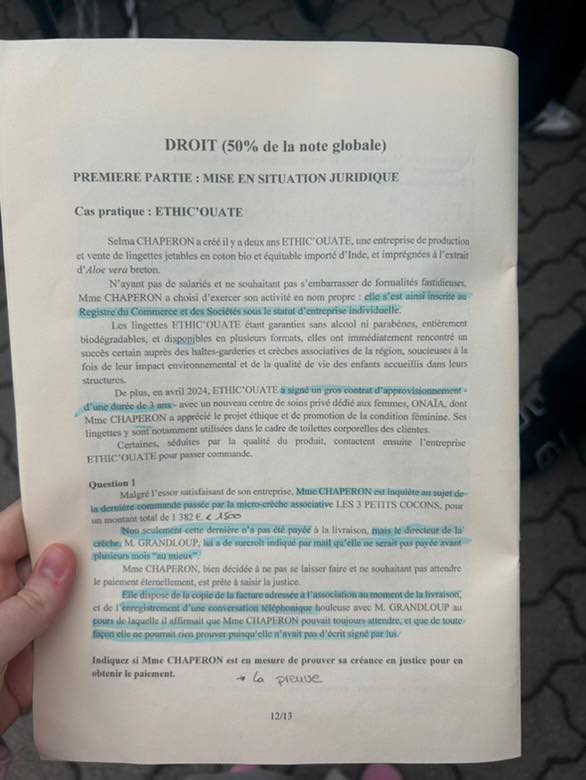 DROIT (50% de la note globale)
PREMIERE PARTIE : MISE EN SITUATION JURIDIQUE
Cas pratique : ETHIC'OUATE
Selma CHAPERON a créé il y a deux ans ETHIC'OUATE, une entreprise de production
et vente de lingettes jetables en coton bio et équitable importé d'Inde, et imprégnées à l'extrait
d'Aloe vera breton.
N'ayant pas de salariés et ne souhaitant pas s'embarrasser de formalités fastidieuses,
Mme CHAPERON a choisi d'exercer son activité en nom propre : elle s'est ainsi inscrite au
Registre du Commerce et des Sociétés sous le statut d'entreprise individuelle.
Les lingettes ETHIC'OUATE étant garanties sans alcool ni parabènes, entièrement
biodégradables, et disponibles en plusieurs formats, elles ont immédiatement rencontré un
succès certain auprès des haltes-garderies et crèches associatives de la région, soucieuses à la
fois de leur impact environnemental et de la qualité de vie des enfants accueillis dans leurs
structures.
De plus, en avril 2024, ETHIC'OUATE a signé un gros contrat d'approvisionnement -
d'une durée de 3 ans - avec un nouveau centre de soins privé dédié aux femmes, ONAÏA, dont
Mme CHAPERON a apprécié le projet éthique et de promotion de la condition féminine. Ses
lingettes y sont notamment utilisées dans le cadre de toilettes corporelles des clientes.
Certaines, séduites par la qualité du produit, contactent ensuite l'entreprise
ETHIC'OUATE pour passer commande.
Question 1
Malgré l'essor satisfaisant de son entreprise, Mme CHAPERON est inquiète au sujet de
la dernière commande passée par la micro-crèche associative LES 3 PETITS COCONS, pour
un montant total de 1 382 €. < 1500
Non seulement cette dernière n'a pas été payée à la livraison, mais le directeur de la
crèche, M. GRANDLOUP, lui a de surcroit indiqué par mail qu'elle ne serait pas payée avant
plusieurs mois "au mieux".
Mme CHAPERON, bien décidée à ne pas se laisser faire et ne souhaitant pas attendre
le paiement éternellement, est prête à saisir la justice.
Elle dispose de la copie de la facture adressée à l'association au moment de la livraison,
et de l'enregistrement d'une conversation téléphonique houleuse avec M. GRANDLOUP au
cours de laquelle il affirmait que Mme CHAPERON pouvait toujours attendre, et que de toute
façon elle ne pourrait rien prouver puisqu'elle n'avait pas d'écrit signé par lui.
Indiquez si Mme CHAPERON est en mesure de prouver sa créance en justice pour en
obtenir le paiement.
→ la preuve
12/13